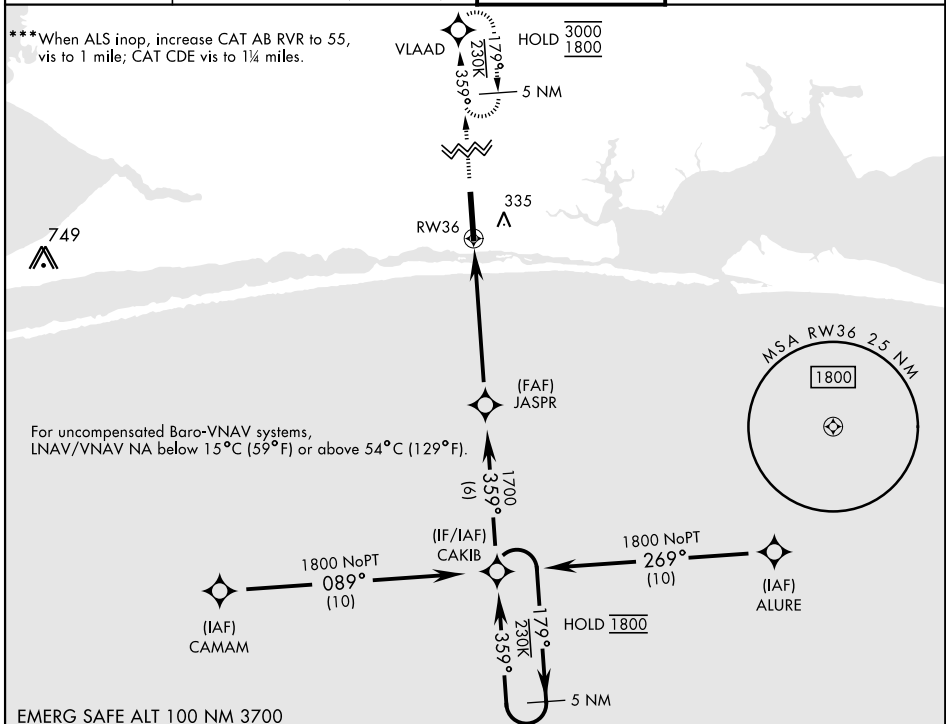 ***When ALS inop, increase CAT AB RVR to 55,
vis to 1 mile; CAT CDE vis to 1¼ miles.
VLAAD
179°
230K
359°
HOLD 3000
1800
5 NM
335
RW36
749
MSA RW36 25 NM
1800
(FAF)
JASPR
For uncompensated Baro-VNAV systems,
LNAV/VNAV NA below 15°C (59°F) or above 54°C (129°F).
1700
359°
(6)
(IF/IAF)
CAKIB
1800 NoPT
089°
(10)
1800 NoPT
269°
(10)
(IAF)
CAMAM
(IAF)
ALURE
179°
230K
359°
HOLD 1800
5 NM
EMERG SAFE ALT 100 NM 3700